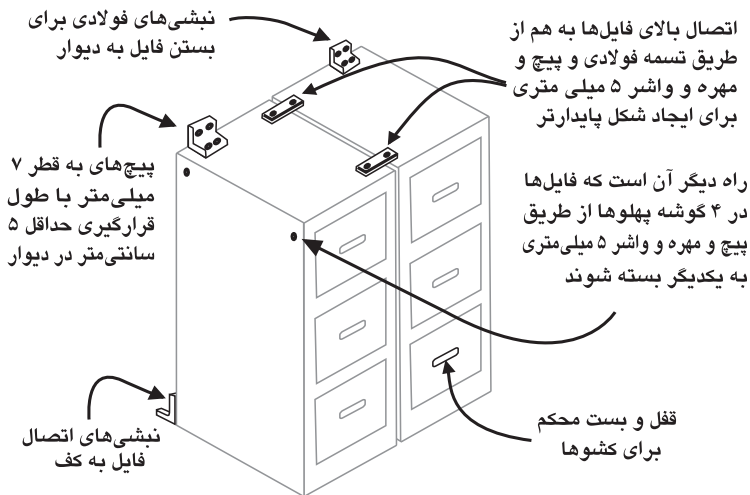 نبشی‌های فولادی برای
بستن فایل به دیوار
اتصال بالای فایل‌ها به هم از
طریق تسمه فولادی و پیچ و
مهره و واشر ۵ میلی متری
برای ایجاد شکل پایدارتر
پیچ‌های به قطر ۷
میلی‌متر با طول
قرارگیری حداقل ۵
سانتی‌متر در دیوار
راه دیگر آن است که فایل‌ها
در ۴ گوشه پهلوها از طریق
پیچ و مهره و واشر ۵ میلی‌متری
به یکدیگر بسته شوند
نبشی‌های اتصال
فایل به کف
قفل و بست محکم
برای کشوها